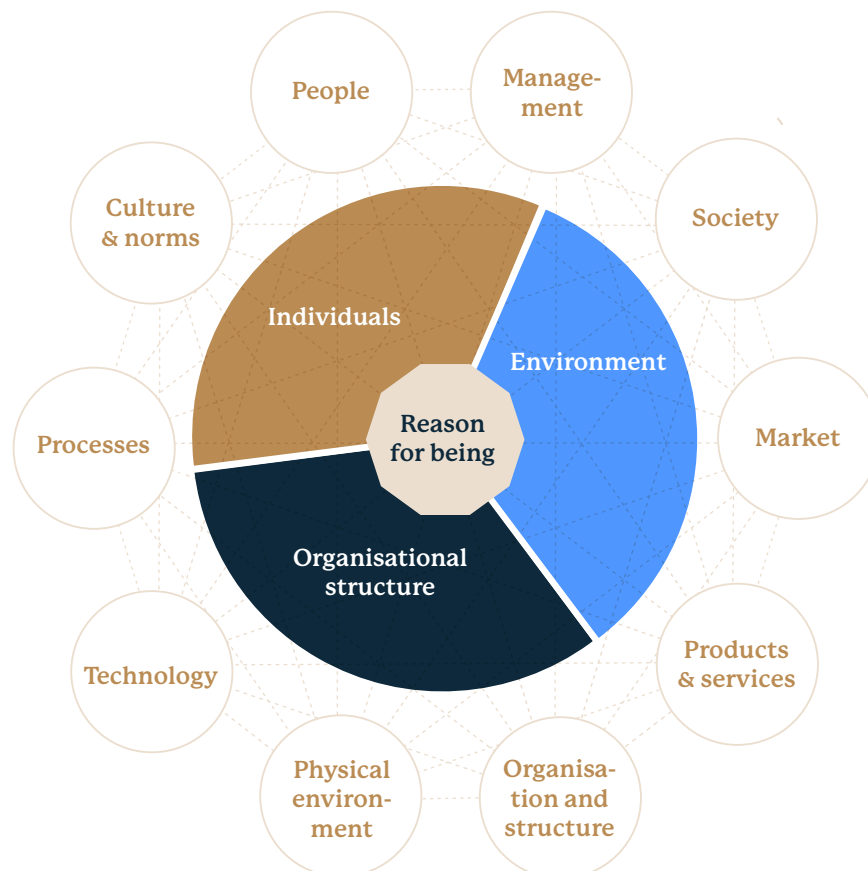 People
Manage-
ment
Culture
& norms
Society
Individuals
Environment
Reason
for being
Processes
Market
Organisational
structure
Technology
Products
& services
Physical
environ-
ment
Organisa-
tion and
structure